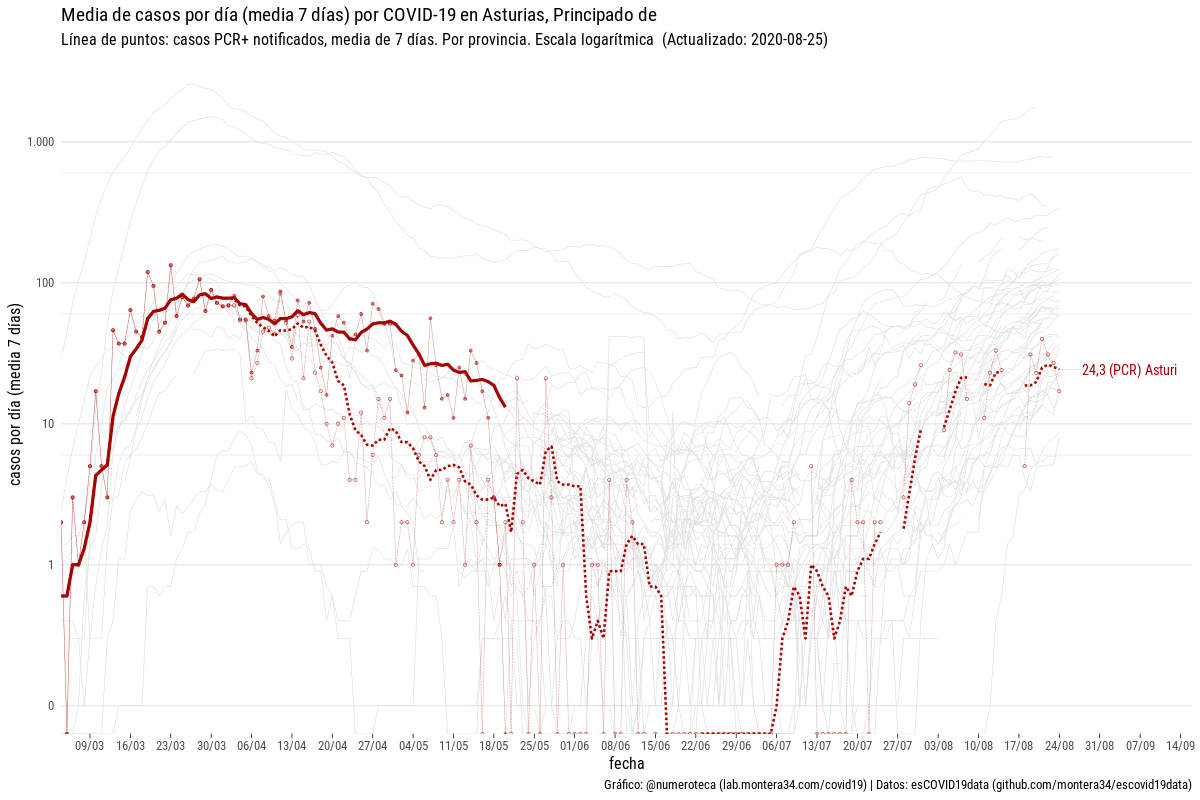 Media de casos por día (media 7 días) por COVID-19 en Asturias, Principado de
Línea de puntos: casos PCR+ notificados, media de 7 días. Por provincia. Escala logarítmica  (Actualizado: 2020-08-25)
casos por día (media 7 días)
1.000
100
10
1
0
24,3 (PCR) Asturi
09/03 16/03 23/03 30/03 06/04 13/04 20/04 27/04 04/05 11/05 18/05 25/05 01/06 08/06 15/06 22/06 29/06 06/07 13/07 20/07 27/07 03/08 10/08 17/08 24/08 31/08 07/09 14/09
fecha
Gráfico: @numeroteca (lab.montera34.com/covid19) | Datos: esCOVID19data (github.com/montera34/escovid19data)